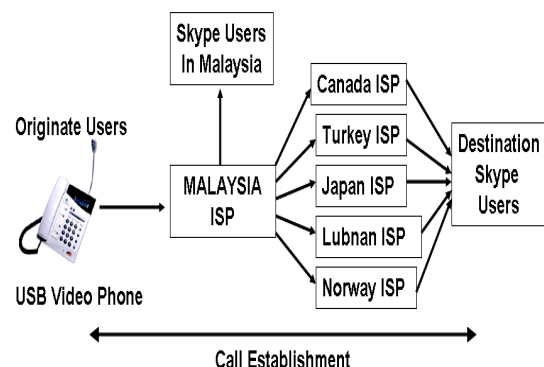 Skype Users
In Malaysia
Originate Users
USB Video Phone
MALAYSIA
ISP
Canada ISP
Turkey ISP
Japan ISP
Lubnan ISP
Norway ISP
Destination
Skype
Users
Call Establishment